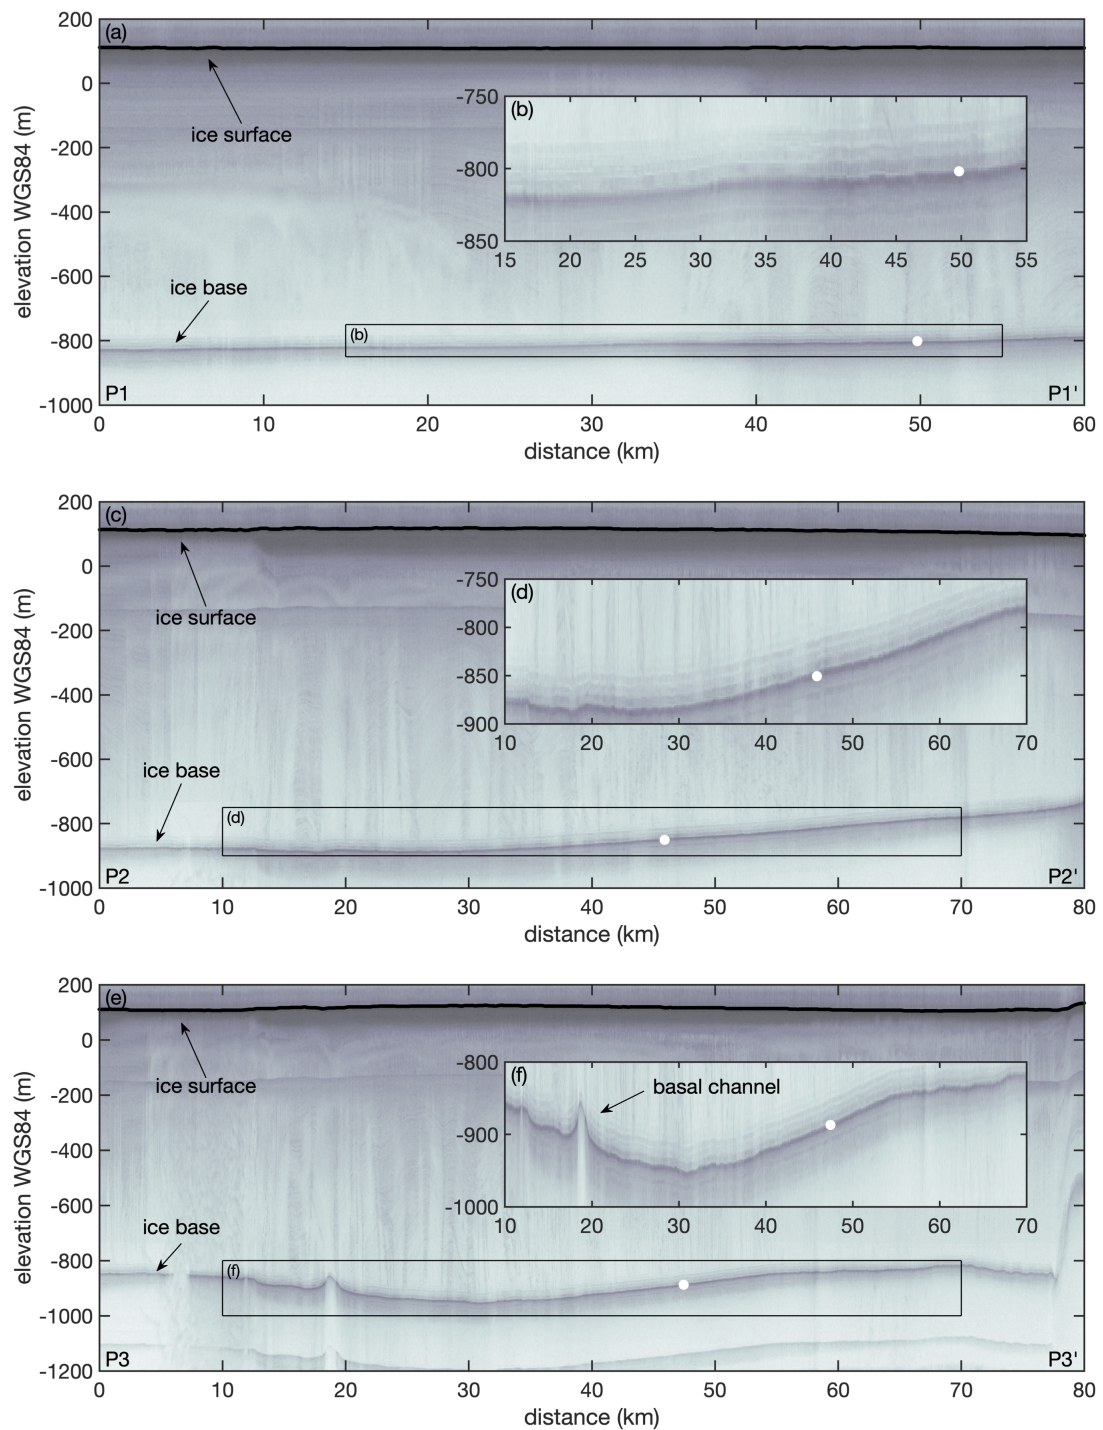 200
(a)
0
-200
-400
-600
-800
-1000
elevation WGS84 (m)
ice surface
ice base
(b)
-750
-800
-850
15 20 25 30 35 40 45 50 55
(b)
P1
P1'
0 10 20 30 40 50 60
distance (km)
200
(c)
0
-200
-400
-600
-800
-1000
elevation WGS84 (m)
ice surface
ice base
(d)
-750
-800
-850
-900
10 20 30 40 50 60 70
(d)
P2
P2'
0 10 20 30 40 50 60 70 80
distance (km)
200
(e)
0
-200
-400
-600
-800
-1000
-1200
elevation WGS84 (m)
ice surface
ice base
(f)
basal channel
-800
-900
-1000
10 20 30 40 50 60 70
(f)
P3
P3'
0 10 20 30 40 50 60 70 80
distance (km)